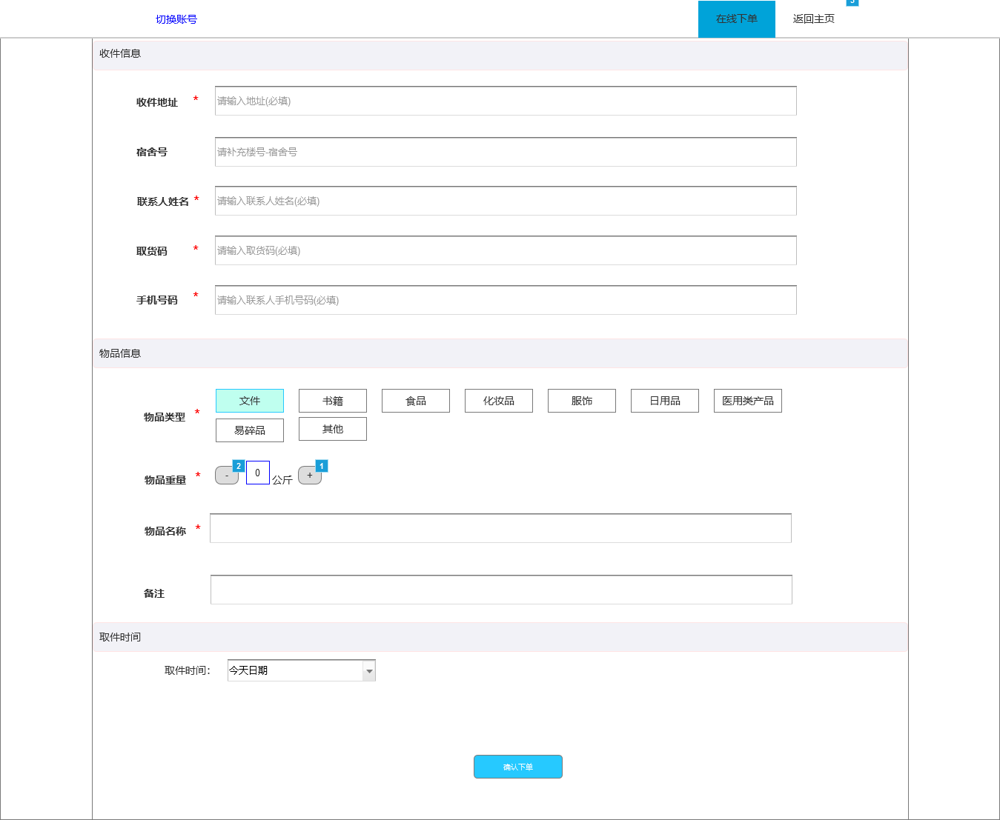 切换账号 在线下单 返回主页
收件信息
收件地址 * 请输入地址(必填)
宿舍号 请补充楼号-宿舍号
联系人姓名 * 请输入联系人姓名(必填)
取货码 * 请输入取货码(必填)
手机号码 * 请输入联系人手机号码(必填)
物品信息
物品类型 * 文件 书籍 食品 化妆品 服饰 日用品 医用类产品
易碎品 其他
物品重量 * - 2 0 公斤 + 1
物品名称 *
备注
取件时间
取件时间： 今天日期
确认下单